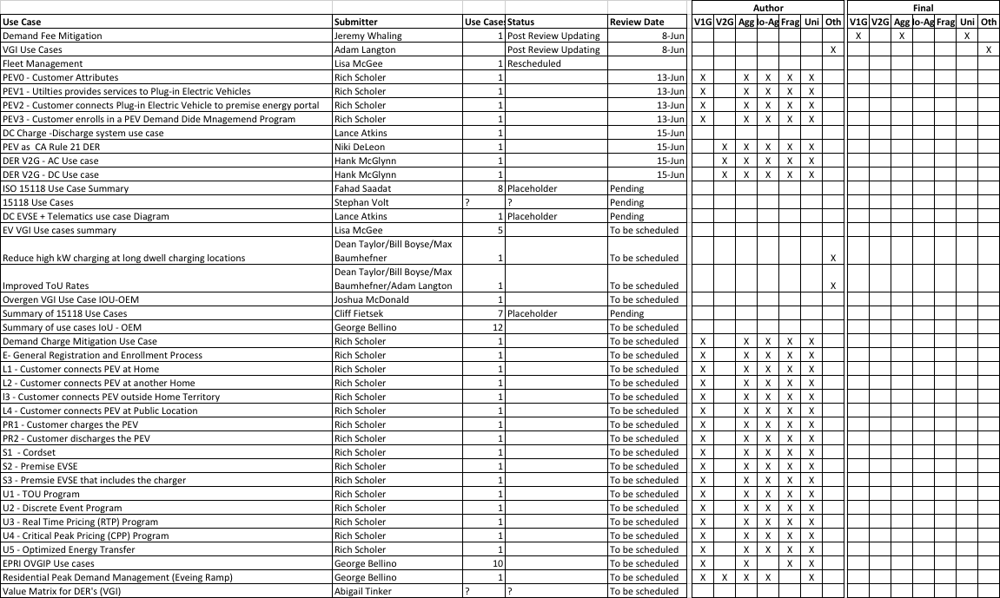 Author Final
Use Case Submitter Use Cases Status Review Date V1G V2G Agg lo-Ag Frag Uni Oth V1G V2G Agg lo-Ag Frag Uni Oth
Demand Fee Mitigation Jeremy Whaling 1 Post Review Updating 8-Jun X X X
VGI Use Cases Adam Langton Post Review Updating 8-Jun X X
Fleet Management Lisa McGee 1 Rescheduled
PEV0 - Customer Attributes Rich Scholer 1 13-Jun X X X X X
PEV1 - Utilties provides services to Plug-in Electric Vehicles Rich Scholer 1 13-Jun X X X X X
PEV2 - Customer connects Plug-in Electric Vehicle to premise energy portal Rich Scholer 1 13-Jun X X X X X
PEV3 - Customer enrolls in a PEV Demand Dide Mnagemend Program Rich Scholer 1 13-Jun X X X X X
DC Charge -Discharge system use case Lance Atkins 1 15-Jun
PEV as CA Rule 21 DER Niki DeLeon 1 15-Jun X X X X X
DER V2G - AC Use case Hank McGlynn 1 15-Jun X X X X X
DER V2G - DC Use case Hank McGlynn 1 15-Jun X X X X X
ISO 15118 Use Case Summary Fahad Saadat 8 Placeholder Pending
15118 Use Cases Stephan Volt ? ? Pending
DC EVSE + Telematics use case Diagram Lance Atkins 1 Placeholder Pending
EV VGI Use cases summary Lisa McGee 5 To be scheduled
Dean Taylor/Bill Boyse/Max
Reduce high kW charging at long dwell charging locations Baumhefner 1 To be scheduled X
Dean Taylor/Bill Boyse/Max
Improved ToU Rates Baumhefner/Adam Langton 1 To be scheduled X
Overgen VGI Use Case IOU-OEM Joshua McDonald 1 To be scheduled
Summary of 15118 Use Cases Cliff Fietsek 7 Placeholder Pending
Summary of use cases IoU - OEM George Bellino 12 To be scheduled
Demand Charge Mitigation Use Case Rich Scholer 1 To be scheduled X X X X X
E- General Registration and Enrollment Process Rich Scholer 1 To be scheduled X X X X X
L1 - Customer connects PEV at Home Rich Scholer 1 To be scheduled X X X X X
L2 - Customer connects PEV at another Home Rich Scholer 1 To be scheduled X X X X X
l3 - Customer connects PEV outside Home Territory Rich Scholer 1 To be scheduled X X X X X
L4 - Customer connects PEV at Public Location Rich Scholer 1 To be scheduled X X X X X
PR1 - Customer charges the PEV Rich Scholer 1 To be scheduled X X X X X
PR2 - Customer discharges the PEV Rich Scholer 1 To be scheduled X X X X X
S1 - Cordset Rich Scholer 1 To be scheduled X X X X X
S2 - Premise EVSE Rich Scholer 1 To be scheduled X X X X X
S3 - Premsie EVSE that includes the charger Rich Scholer 1 To be scheduled X X X X X
U1 - TOU Program Rich Scholer 1 To be scheduled X X X X X
U2 - Discrete Event Program Rich Scholer 1 To be scheduled X X X X X
U3 - Real Time Pricing (RTP) Program Rich Scholer 1 To be scheduled X X X X X
U4 - Critical Peak Pricing (CPP) Program Rich Scholer 1 To be scheduled X X X X X
U5 - Optimized Energy Transfer Rich Scholer 1 To be scheduled X X X X X
EPRI OVGIP Use cases George Bellino 10 To be scheduled X X X
Residential Peak Demand Management (Eveing Ramp) George Bellino 1 To be scheduled X X X X X
Value Matrix for DER's (VGI) Abigail Tinker ? ? To be scheduled